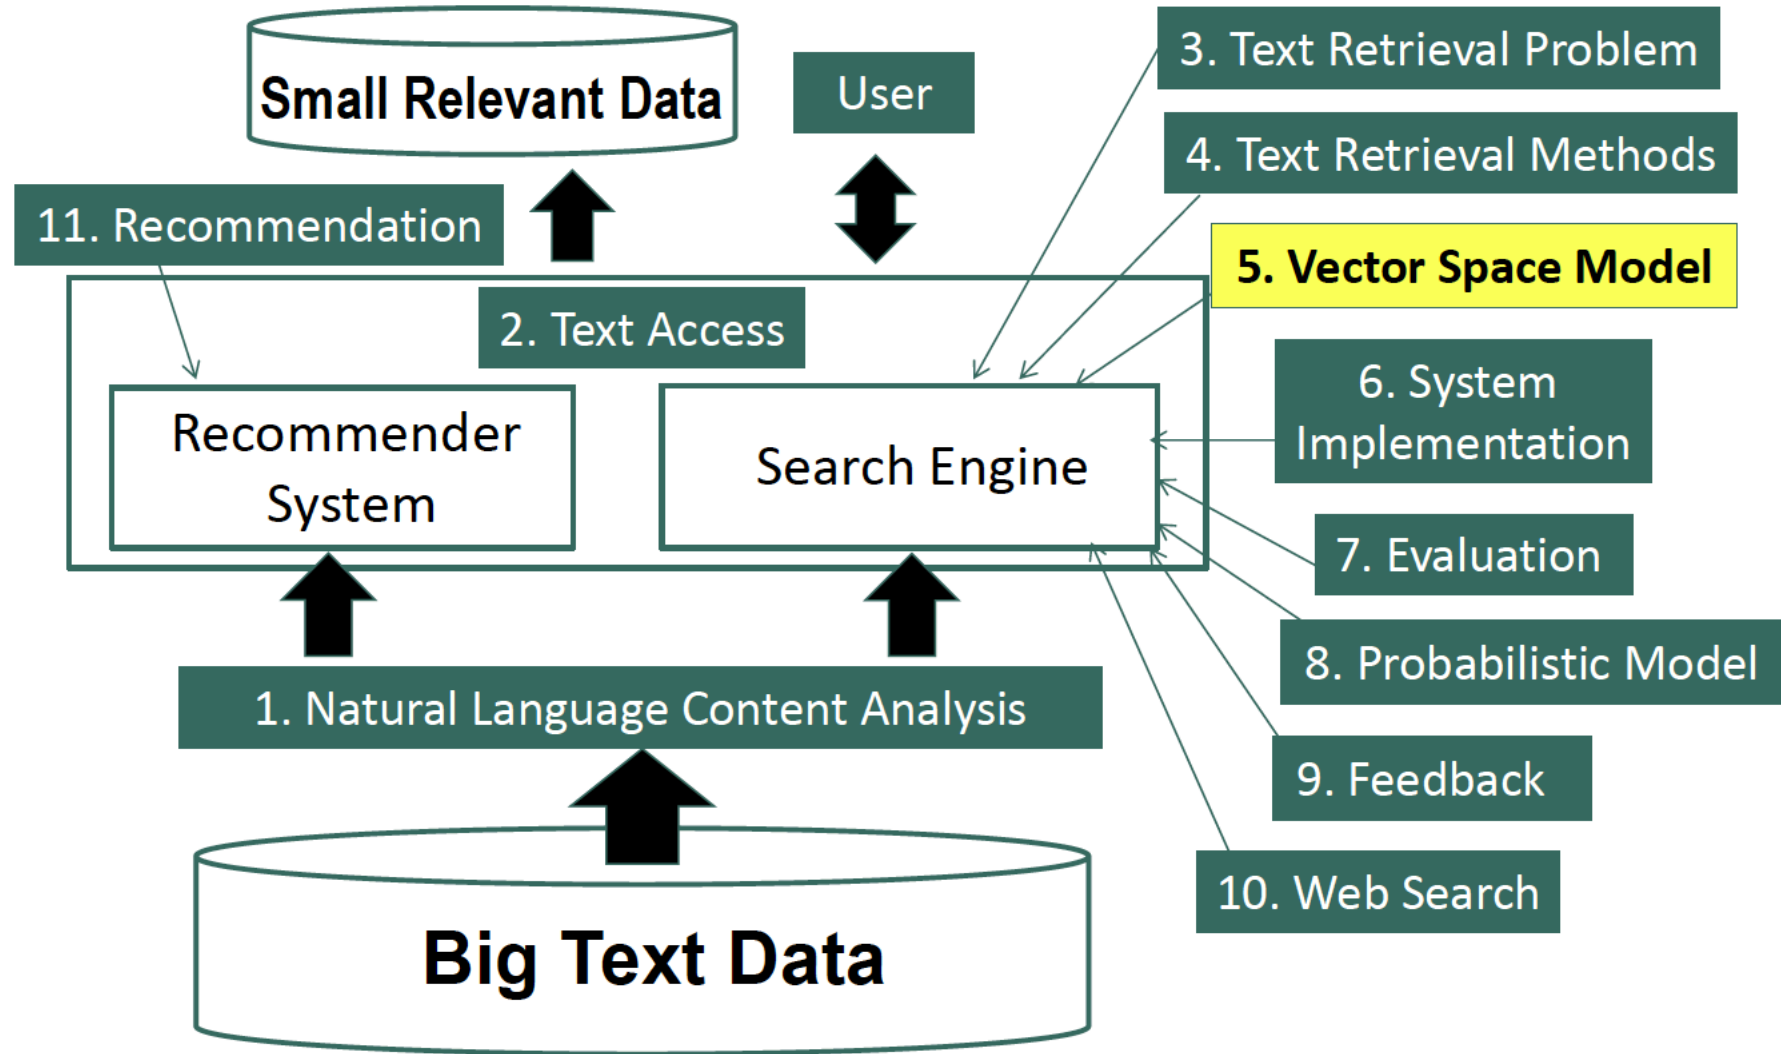 Small Relevant Data
User
3. Text Retrieval Problem
4. Text Retrieval Methods
11. Recommendation
5. Vector Space Model
2. Text Access
Recommender
System
Search Engine
6. System
Implementation
7. Evaluation
8. Probabilistic Model
1. Natural Language Content Analysis
9. Feedback
10. Web Search
Big Text Data